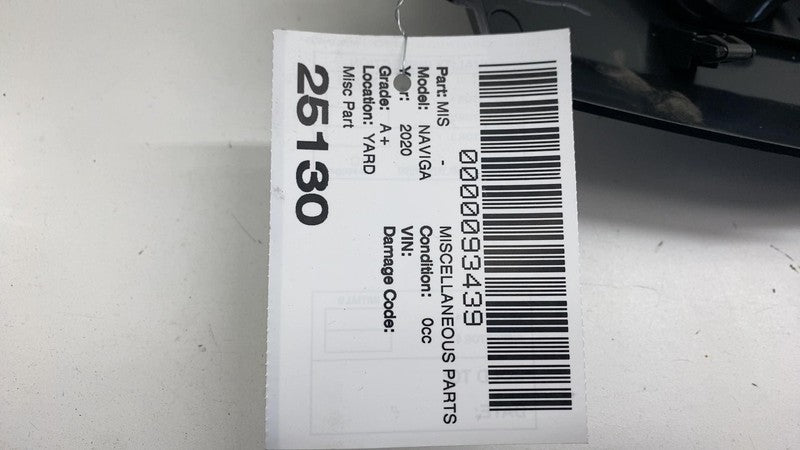 0000093439
Part: MIS - MISCELLANEOUS PARTS
Model: NAVIGA Condition: 0cc
Year: 2020 VIN:
Grade: A+ Damage Code:
Location: YARD
Misc Part
25130